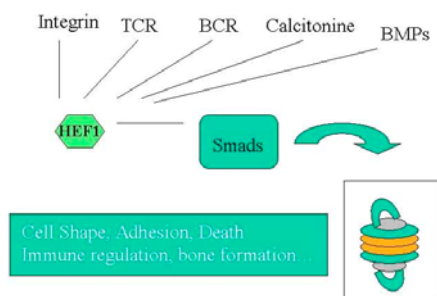 Integrin
TCR
BCR
Calcitonine
BMPs
HEF1
Smads
Cell Shape, Adhesion, Death
Immune regulation, bone formation...